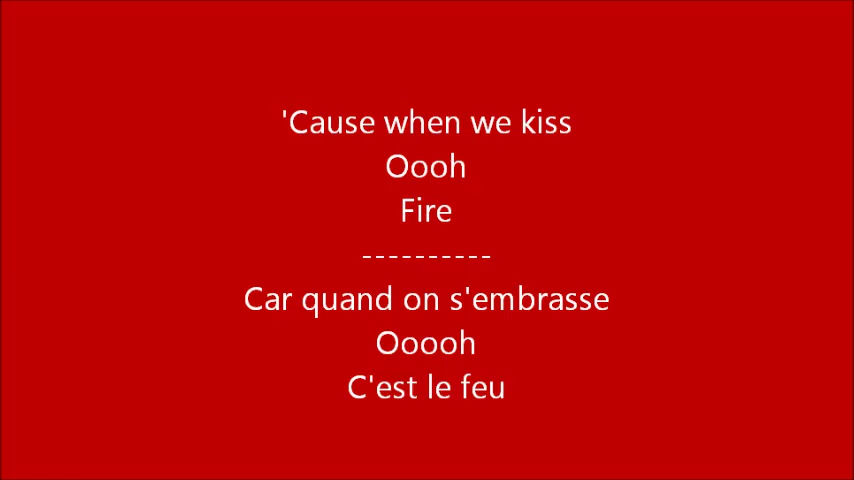 'Cause when we kiss
Oooh
Fire
----------
Car quand on s'embrasse
Ooooh
C'est le feu